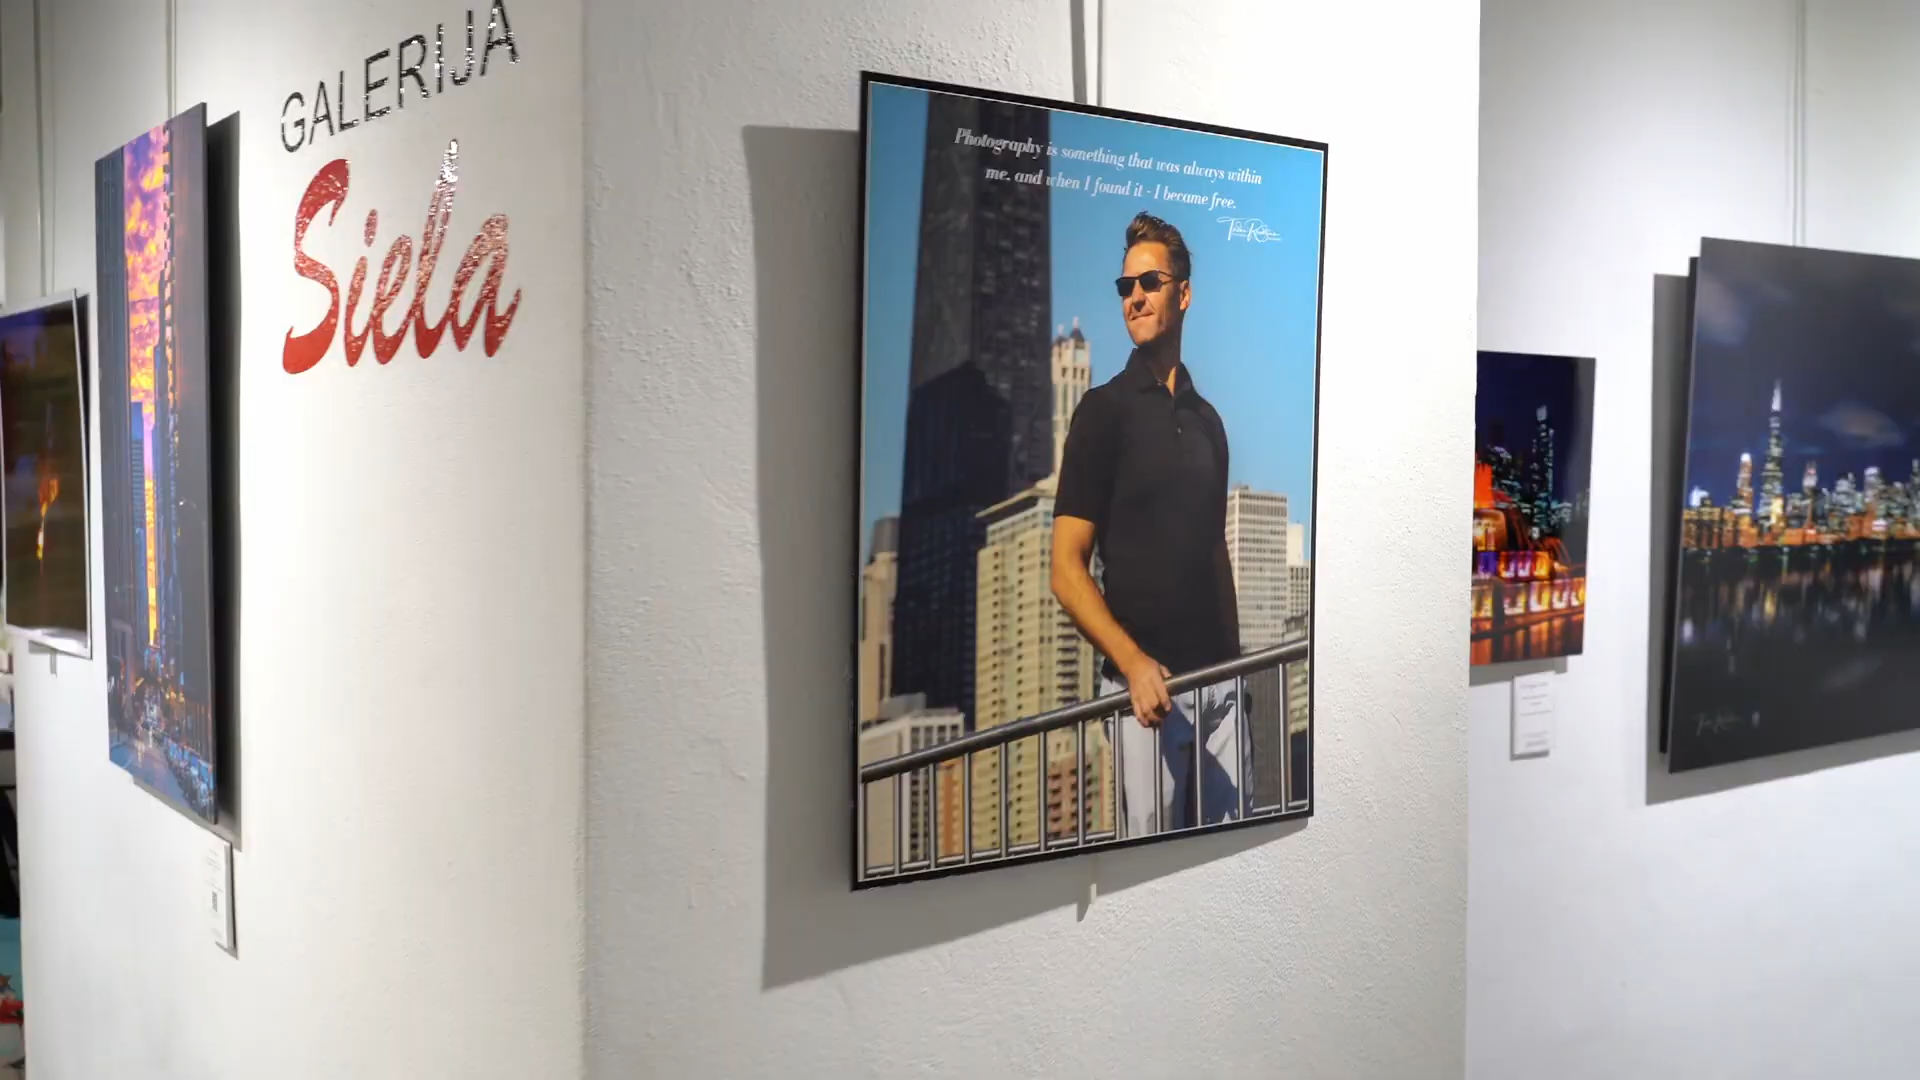 GALERIJA
Siela
Photography is something that was always within
me. and when I found it - I became free.